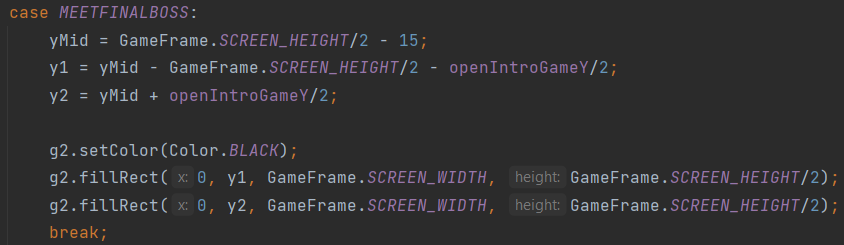 case MEETFINALBOSS:
yMid = GameFrame.SCREEN_HEIGHT/2 - 15;
y1 = yMid - GameFrame.SCREEN_HEIGHT/2 - openIntroGameY/2;
y2 = yMid + openIntroGameY/2;
g2.setColor(Color.BLACK);
g2.fillRect( x: 0, y1, GameFrame.SCREEN_WIDTH, height: GameFrame.SCREEN_HEIGHT/2);
g2.fillRect( x: 0, y2, GameFrame.SCREEN_WIDTH, height: GameFrame.SCREEN_HEIGHT/2);
break;